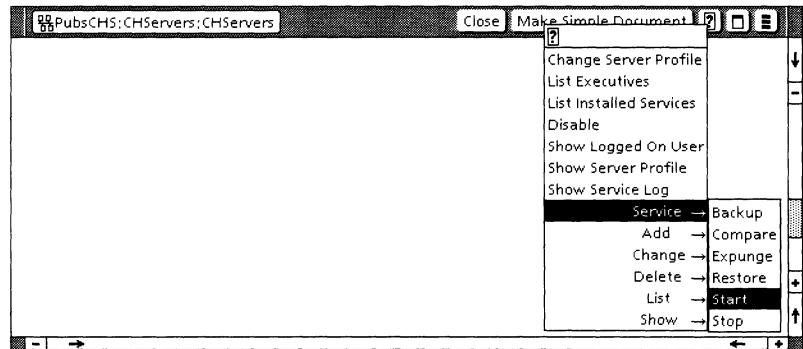 PubsCHS:CHServers:CHServers Close Make Simple Document ?
?
Change Server Profile
List Executives
List Installed Services
Disable
Show Logged On User
Show Server Profile
Show Service Log
Service → Backup
Add → Compare
Change → Expunge
Delete → Restore
List → Start
Show → Stop